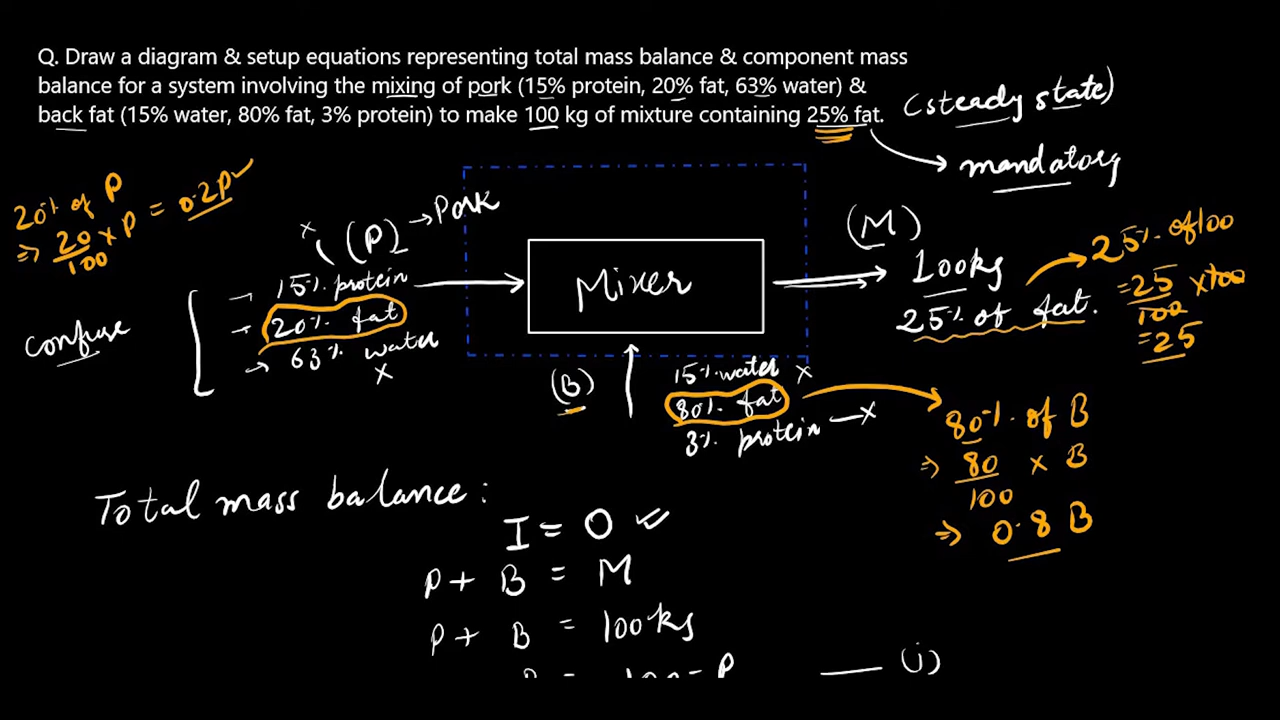 Q. Draw a diagram & setup equations representing total mass balance & component mass
balance for a system involving the mixing of pork (15% protein, 20% fat, 63% water) &
back fat (15% water, 80% fat, 3% protein) to make 100 kg of mixture containing 25% fat.
(steady state)
mandatory
20% of P
⇒ 20/100 × P = 0.2P ✓
x (P) → Pork
15% protein
20% fat
63% water
x
confuse
Mixer
(M)
100kg
25% of fat.
25% of 100
= 25/100 × 100
= 25
(B)
15% water x
80% fat
3% protein — x
80% of B
⇒ 80/100 × B
⇒ 0.8 B
Total mass balance :
I = O ✓
P + B = M
P + B = 100kg
= 100 - P —— (i)